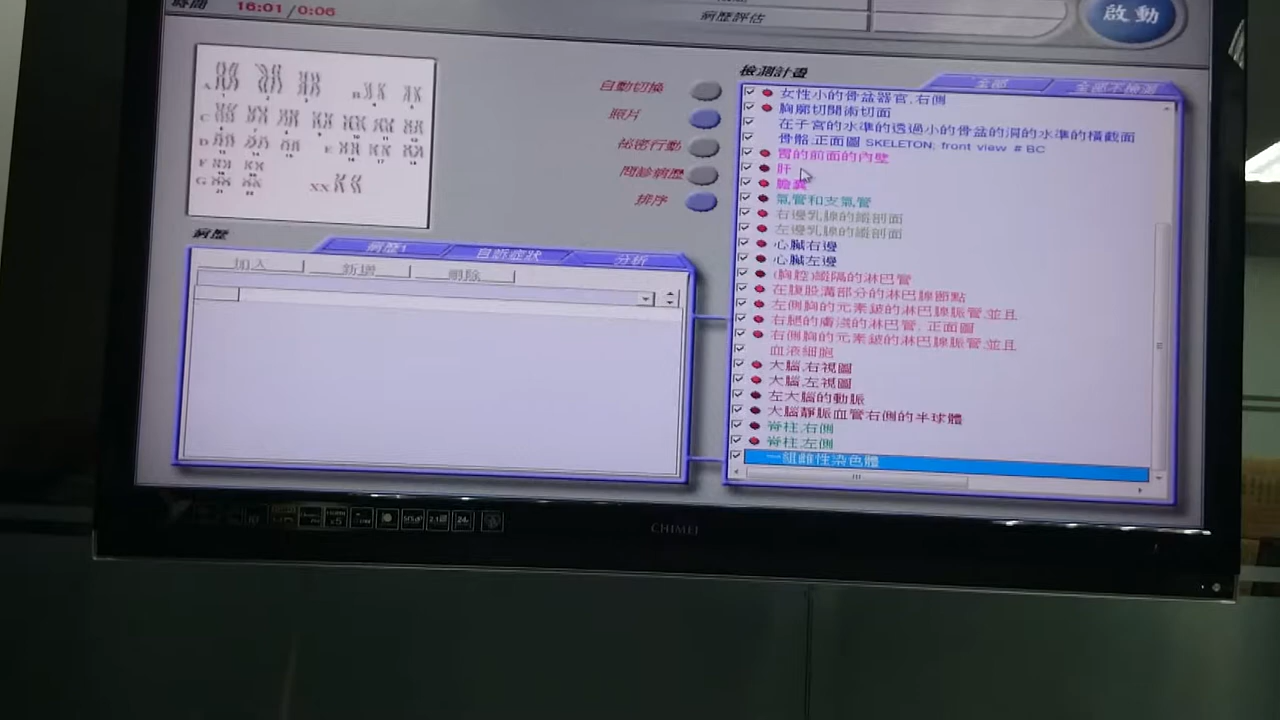 時間 16:01 /0:06
病歷評估
啟動
檢測計畫
全部
全部不檢測
自動切換
照片
祕密行動
問診病歷
排序
女性小的骨盆器官,右側
胸廓切開術切面
在子宮的水準的透過小的骨盆的洞的水準的橫截面
骨骼,正面圖 SKELETON; front view # BC
胃的前面的內壁
肝
膽囊
氣管和支氣管
右邊乳腺的縱剖面
左邊乳腺的縱剖面
心臟右邊
心臟左邊
(胸腔)縱隔的淋巴管
在腹股溝部分的淋巴腺節點
左側胸的元素皴的淋巴腺脈管,並且
右腿的膚淺的淋巴管, 正面圖
右側胸的元素皴的淋巴腺脈管,並且
血液細胞
大腦,右視圖
大腦,左視圖
左大腦的動脈
大腦靜脈血管右側的半球體
脊柱,右側
脊柱,左側
一組雌性染色體
A
B
C
D
E
F
G
XX
病歷
病歷1
自訴症狀
分析
加入
新增
刪除
CHIMEI